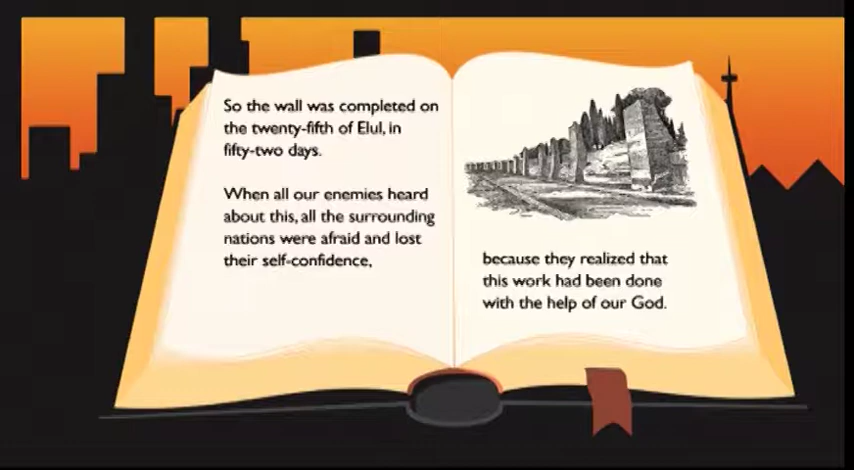 So the wall was completed on
the twenty-fifth of Elul, in
fifty-two days.
When all our enemies heard
about this, all the surrounding
nations were afraid and lost
their self-confidence,
because they realized that
this work had been done
with the help of our God.